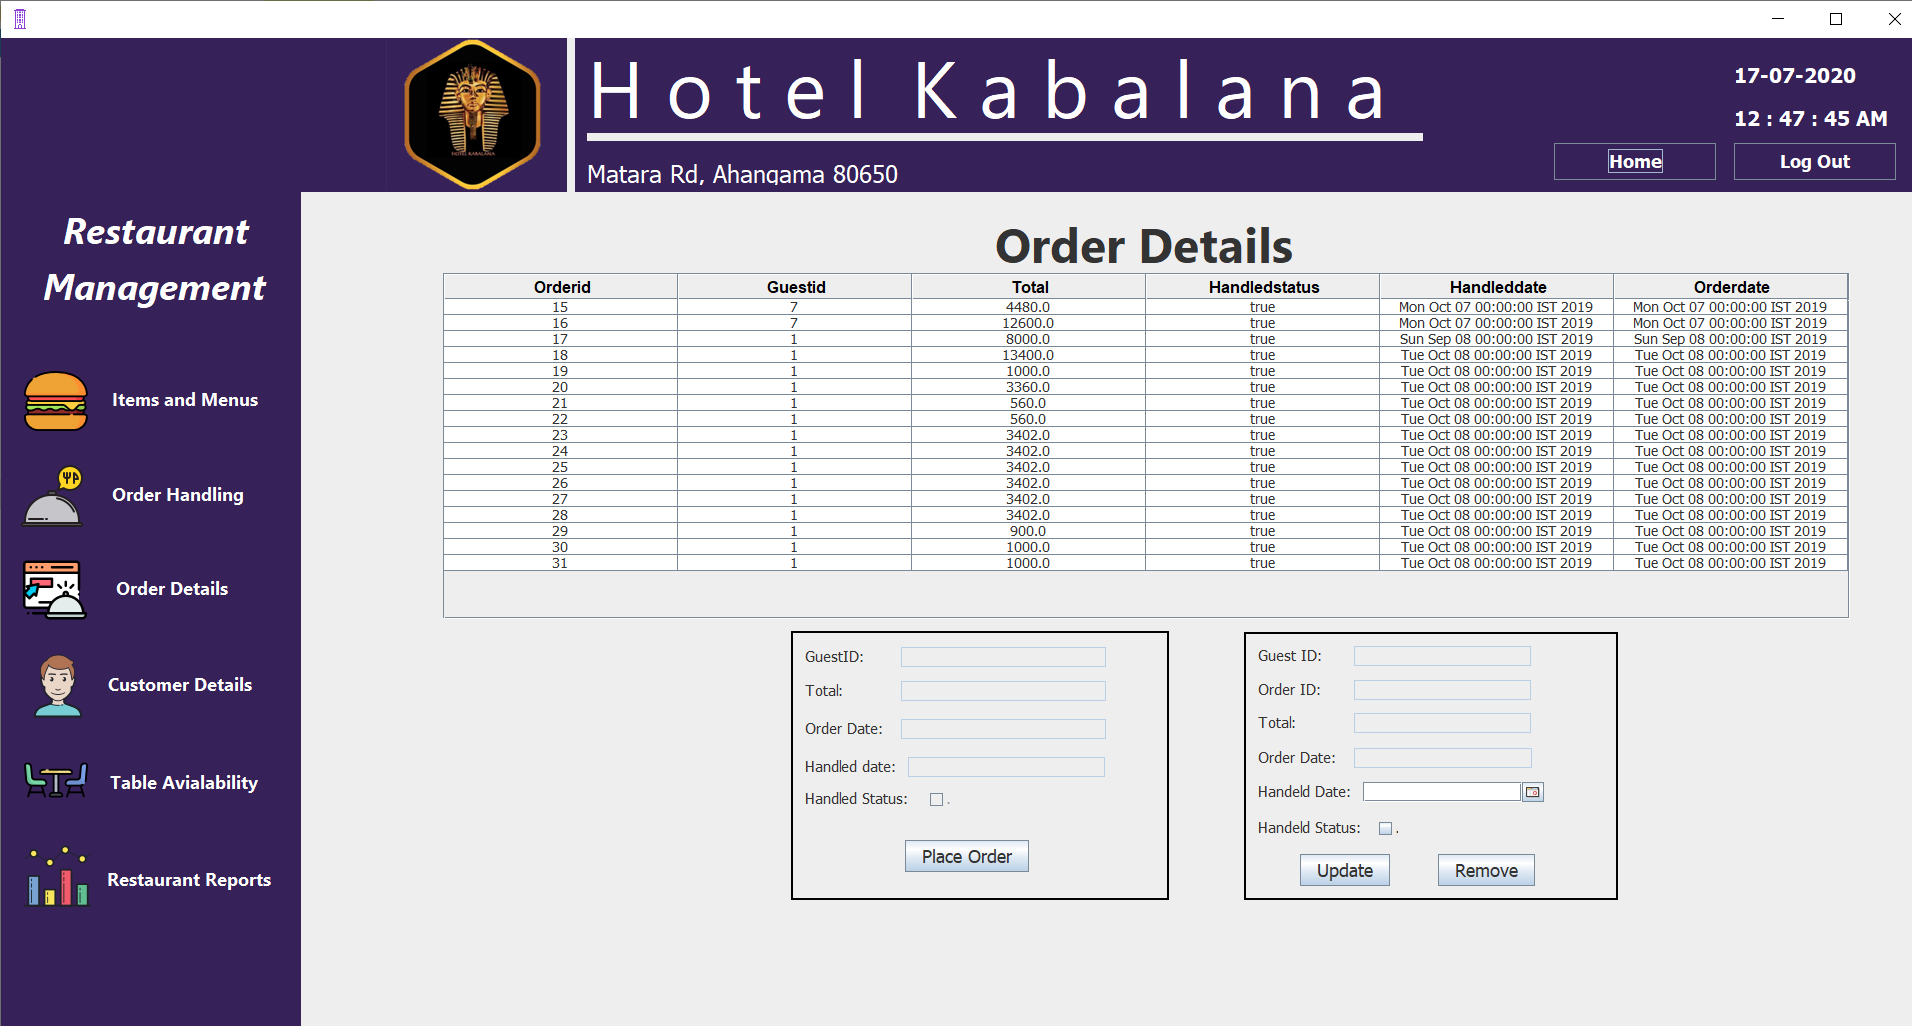 HOTEL KABALANA
Hotel Kabalana
Matara Rd, Ahangama 80650
17-07-2020
12 : 47 : 45 AM
Home Log Out
Restaurant
Management
Items and Menus
Order Handling
Order Details
Customer Details
Table Avialability
Restaurant Reports
Order Details
Orderid Guestid Total Handledstatus Handleddate Orderdate
15 7 4480.0 true Mon Oct 07 00:00:00 IST 2019 Mon Oct 07 00:00:00 IST 2019
16 7 12600.0 true Mon Oct 07 00:00:00 IST 2019 Mon Oct 07 00:00:00 IST 2019
17 1 8000.0 true Sun Sep 08 00:00:00 IST 2019 Sun Sep 08 00:00:00 IST 2019
18 1 13400.0 true Tue Oct 08 00:00:00 IST 2019 Tue Oct 08 00:00:00 IST 2019
19 1 1000.0 true Tue Oct 08 00:00:00 IST 2019 Tue Oct 08 00:00:00 IST 2019
20 1 3360.0 true Tue Oct 08 00:00:00 IST 2019 Tue Oct 08 00:00:00 IST 2019
21 1 560.0 true Tue Oct 08 00:00:00 IST 2019 Tue Oct 08 00:00:00 IST 2019
22 1 560.0 true Tue Oct 08 00:00:00 IST 2019 Tue Oct 08 00:00:00 IST 2019
23 1 3402.0 true Tue Oct 08 00:00:00 IST 2019 Tue Oct 08 00:00:00 IST 2019
24 1 3402.0 true Tue Oct 08 00:00:00 IST 2019 Tue Oct 08 00:00:00 IST 2019
25 1 3402.0 true Tue Oct 08 00:00:00 IST 2019 Tue Oct 08 00:00:00 IST 2019
26 1 3402.0 true Tue Oct 08 00:00:00 IST 2019 Tue Oct 08 00:00:00 IST 2019
27 1 3402.0 true Tue Oct 08 00:00:00 IST 2019 Tue Oct 08 00:00:00 IST 2019
28 1 3402.0 true Tue Oct 08 00:00:00 IST 2019 Tue Oct 08 00:00:00 IST 2019
29 1 900.0 true Tue Oct 08 00:00:00 IST 2019 Tue Oct 08 00:00:00 IST 2019
30 1 1000.0 true Tue Oct 08 00:00:00 IST 2019 Tue Oct 08 00:00:00 IST 2019
31 1 1000.0 true Tue Oct 08 00:00:00 IST 2019 Tue Oct 08 00:00:00 IST 2019
GuestID:
Total:
Order Date:
Handled date:
Handled Status: .
Place Order
Guest ID:
Order ID:
Total:
Order Date:
Handeld Date:
Handeld Status: .
Update Remove